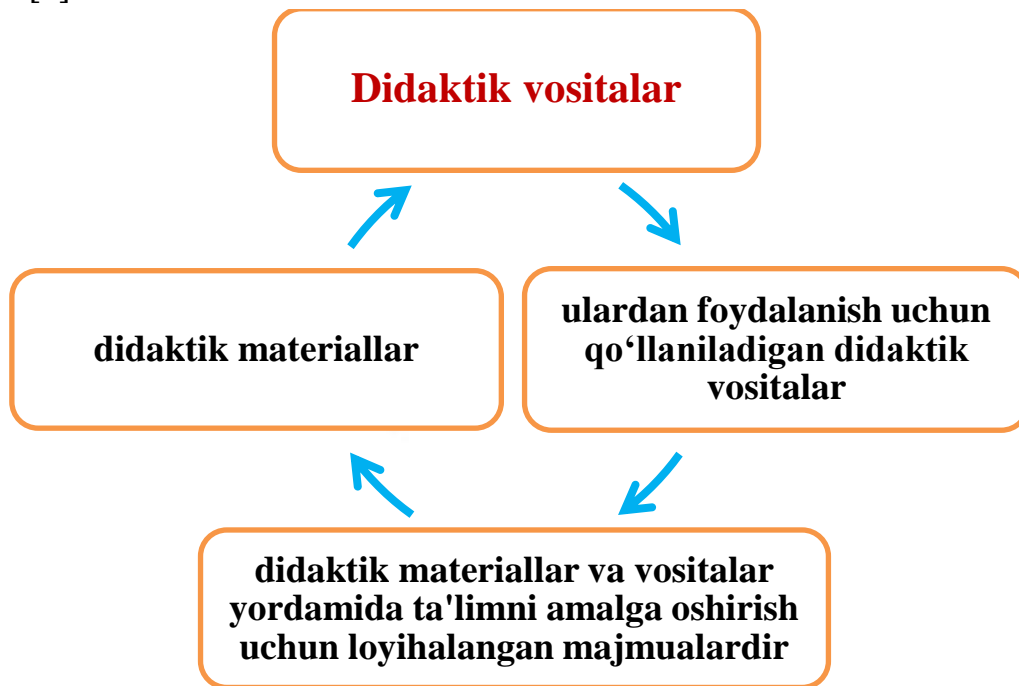 Didaktik vositalar
didaktik materiallar
ulardan foydalanish uchun
qo‘llaniladigan didaktik
vositalar
didaktik materiallar va vositalar
yordamida ta'limni amalga oshirish
uchun loyihalangan majmualardir